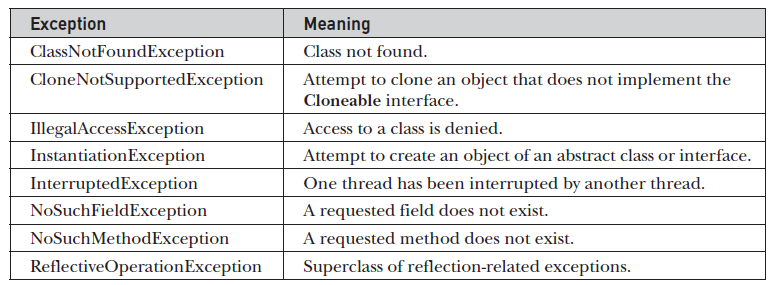 Exception Meaning
ClassNotFoundException Class not found.
CloneNotSupportedException Attempt to clone an object that does not implement the
Cloneable interface.
IllegalAccessException Access to a class is denied.
InstantiationException Attempt to create an object of an abstract class or interface.
InterruptedException One thread has been interrupted by another thread.
NoSuchFieldException A requested field does not exist.
NoSuchMethodException A requested method does not exist.
ReflectiveOperationException Superclass of reflection-related exceptions.